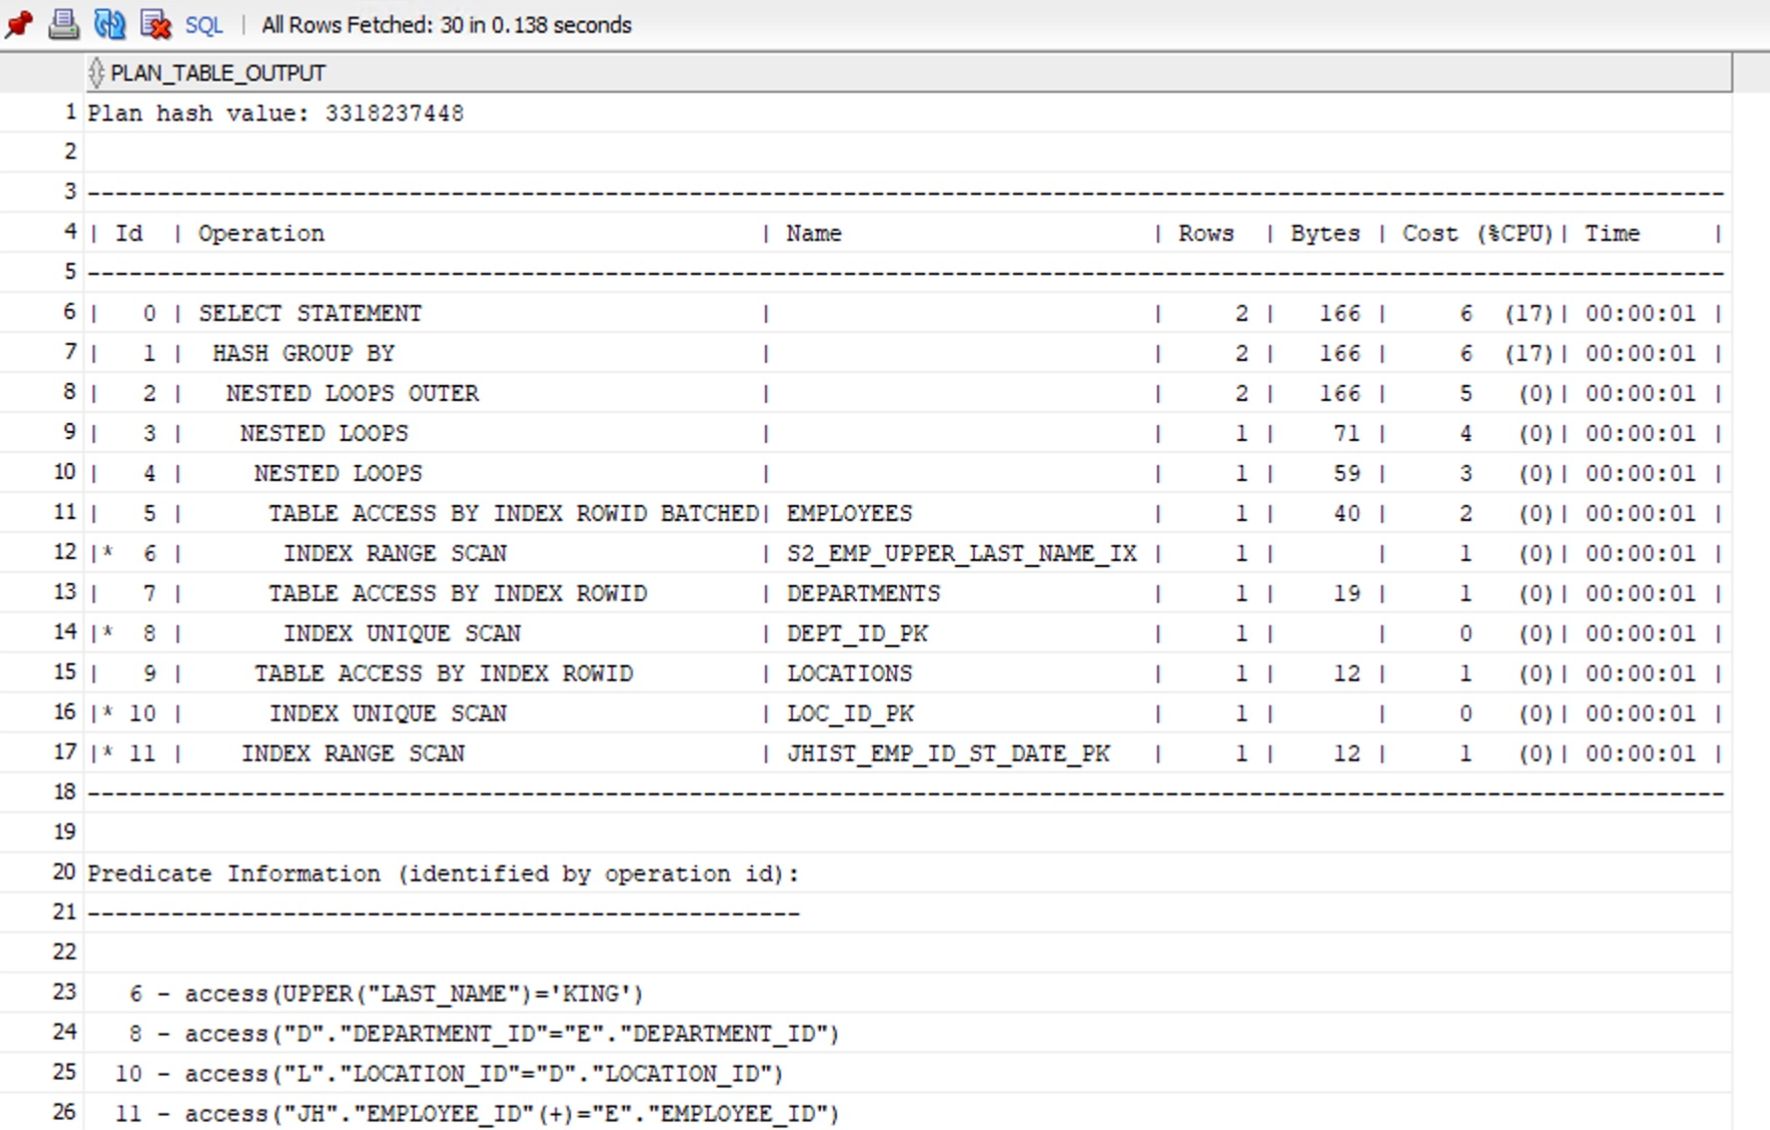 SQL | All Rows Fetched: 30 in 0.138 seconds
PLAN_TABLE_OUTPUT
1 Plan hash value: 3318237448
2
3 ---------------------------------------------------------------------------------------------------------------------
4 | Id  | Operation                              | Name                      | Rows  | Bytes | Cost (%CPU)| Time     |
5 ---------------------------------------------------------------------------------------------------------------------
6 |   0 | SELECT STATEMENT                       |                           |     2 |   166 |     6  (17)| 00:00:01 |
7 |   1 |  HASH GROUP BY                         |                           |     2 |   166 |     6  (17)| 00:00:01 |
8 |   2 |   NESTED LOOPS OUTER                   |                           |     2 |   166 |     5   (0)| 00:00:01 |
9 |   3 |    NESTED LOOPS                        |                           |     1 |    71 |     4   (0)| 00:00:01 |
10 |   4 |     NESTED LOOPS                       |                           |     1 |    59 |     3   (0)| 00:00:01 |
11 |   5 |      TABLE ACCESS BY INDEX ROWID BATCHED| EMPLOYEES                 |     1 |    40 |     2   (0)| 00:00:01 |
12 |*  6 |       INDEX RANGE SCAN                 | S2_EMP_UPPER_LAST_NAME_IX |     1 |       |     1   (0)| 00:00:01 |
13 |   7 |      TABLE ACCESS BY INDEX ROWID       | DEPARTMENTS               |     1 |    19 |     1   (0)| 00:00:01 |
14 |*  8 |       INDEX UNIQUE SCAN                | DEPT_ID_PK                |     1 |       |     0   (0)| 00:00:01 |
15 |   9 |     TABLE ACCESS BY INDEX ROWID        | LOCATIONS                 |     1 |    12 |     1   (0)| 00:00:01 |
16 |* 10 |      INDEX UNIQUE SCAN                 | LOC_ID_PK                 |     1 |       |     0   (0)| 00:00:01 |
17 |* 11 |    INDEX RANGE SCAN                    | JHIST_EMP_ID_ST_DATE_PK   |     1 |    12 |     1   (0)| 00:00:01 |
18 ---------------------------------------------------------------------------------------------------------------------
19
20 Predicate Information (identified by operation id):
21 ---------------------------------------------------
22
23    6 - access(UPPER("LAST_NAME")='KING')
24    8 - access("D"."DEPARTMENT_ID"="E"."DEPARTMENT_ID")
25   10 - access("L"."LOCATION_ID"="D"."LOCATION_ID")
26   11 - access("JH"."EMPLOYEE_ID"(+)="E"."EMPLOYEE_ID")